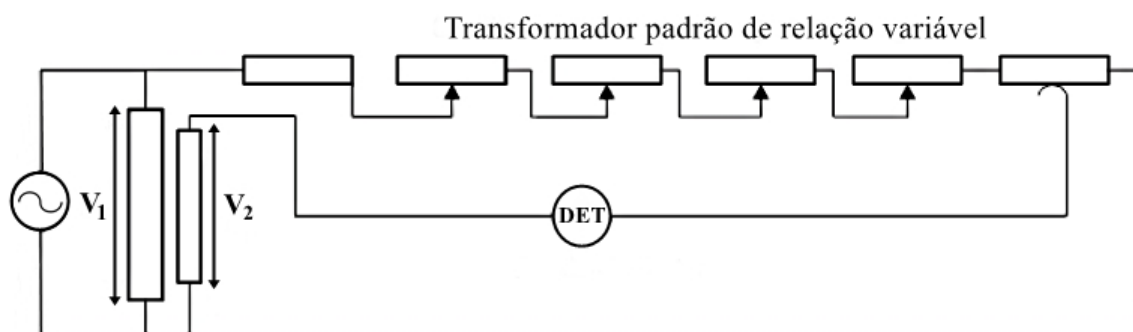 Transformador padrão de relação variável
V1
V2
DET